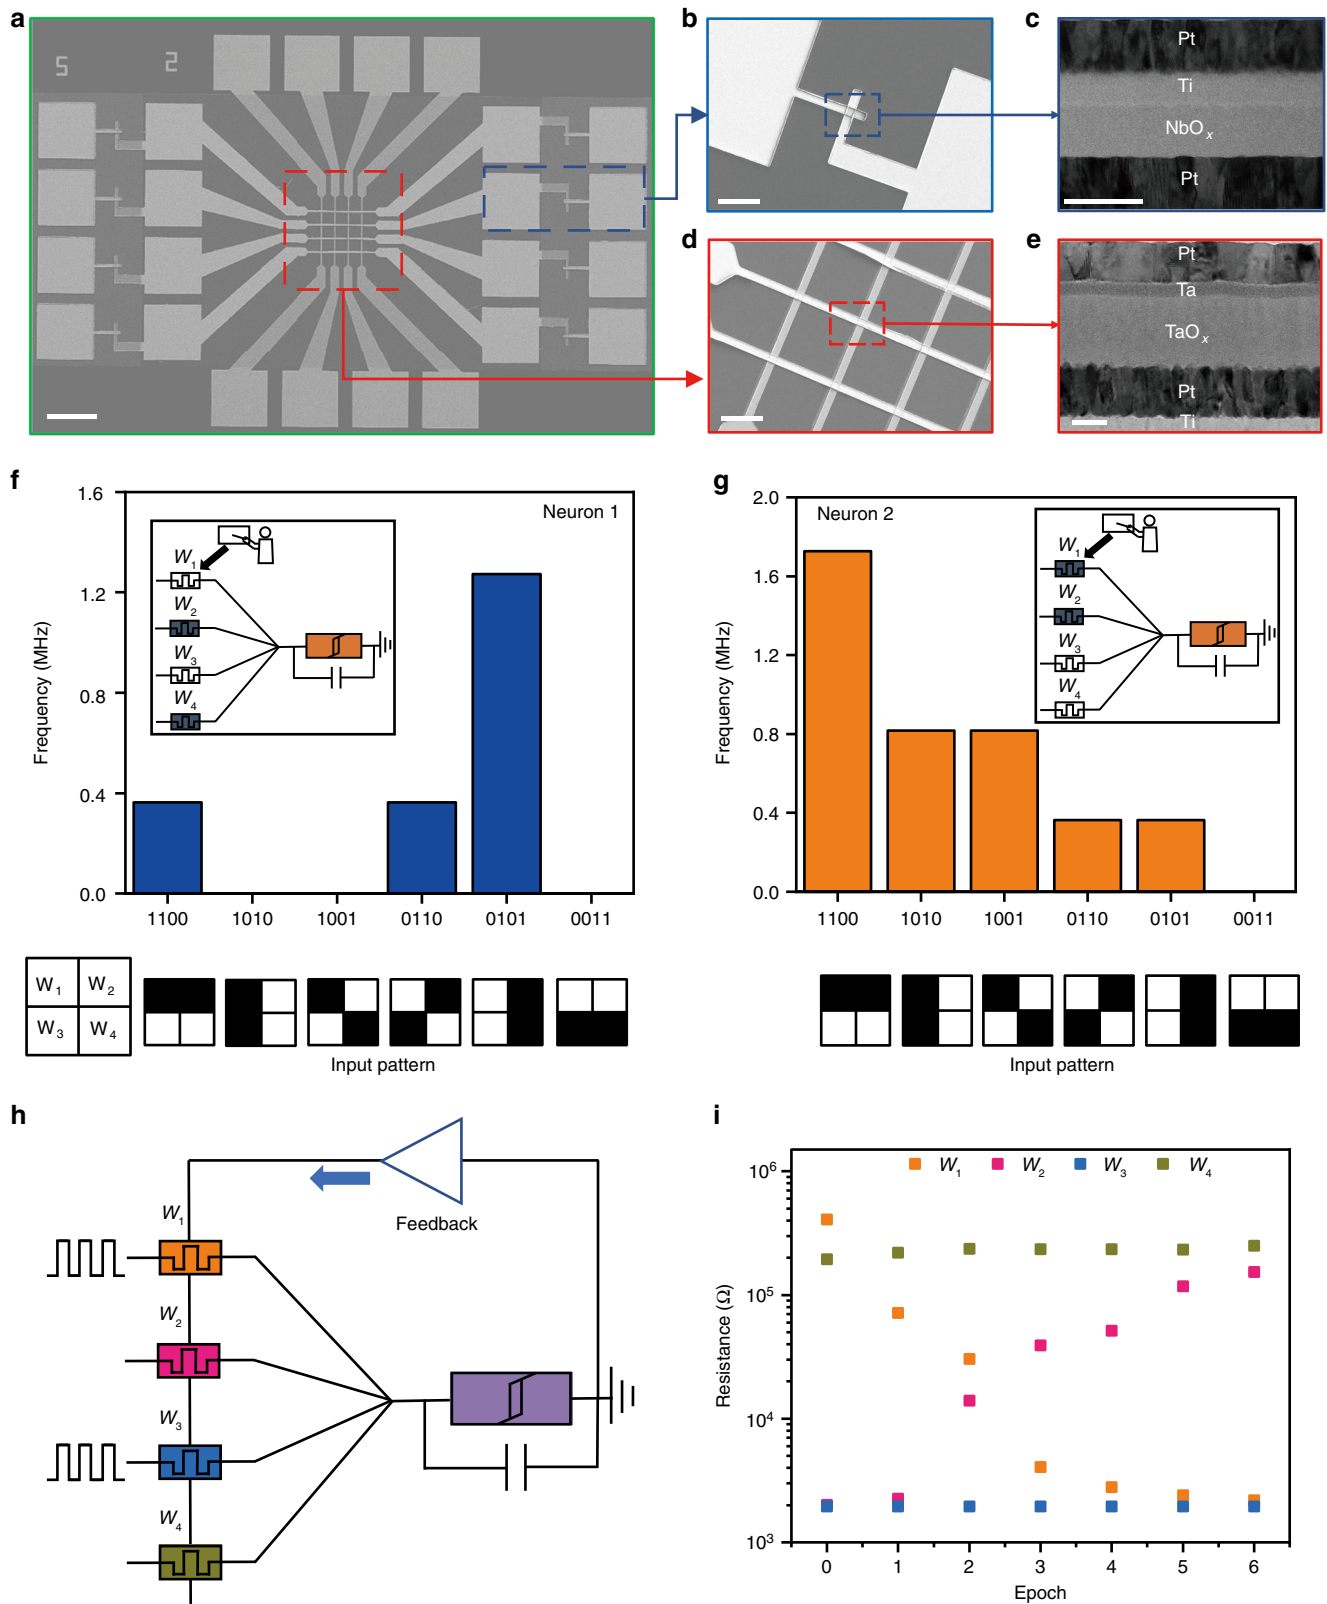 a
5 2
b
c
Pt
Ti
NbOx
Pt
d
e
Pt
Ta
TaOx
Pt
Ti
f
1.6
1.2
0.8
0.4
0.0
Frequency (MHz)
Neuron 1
W1
W2
W3
W4
1100 1010 1001 0110 0101 0011
W1 W2
W3 W4
Input pattern
g
2.0
1.6
1.2
0.8
0.4
0.0
Frequency (MHz)
Neuron 2
W1
W2
W3
W4
1100 1010 1001 0110 0101 0011
Input pattern
h
Feedback
W1
W2
W3
W4
i
W1 W2 W3 W4
10^6
10^5
10^4
10^3
Resistance (Ω)
0 1 2 3 4 5 6
Epoch